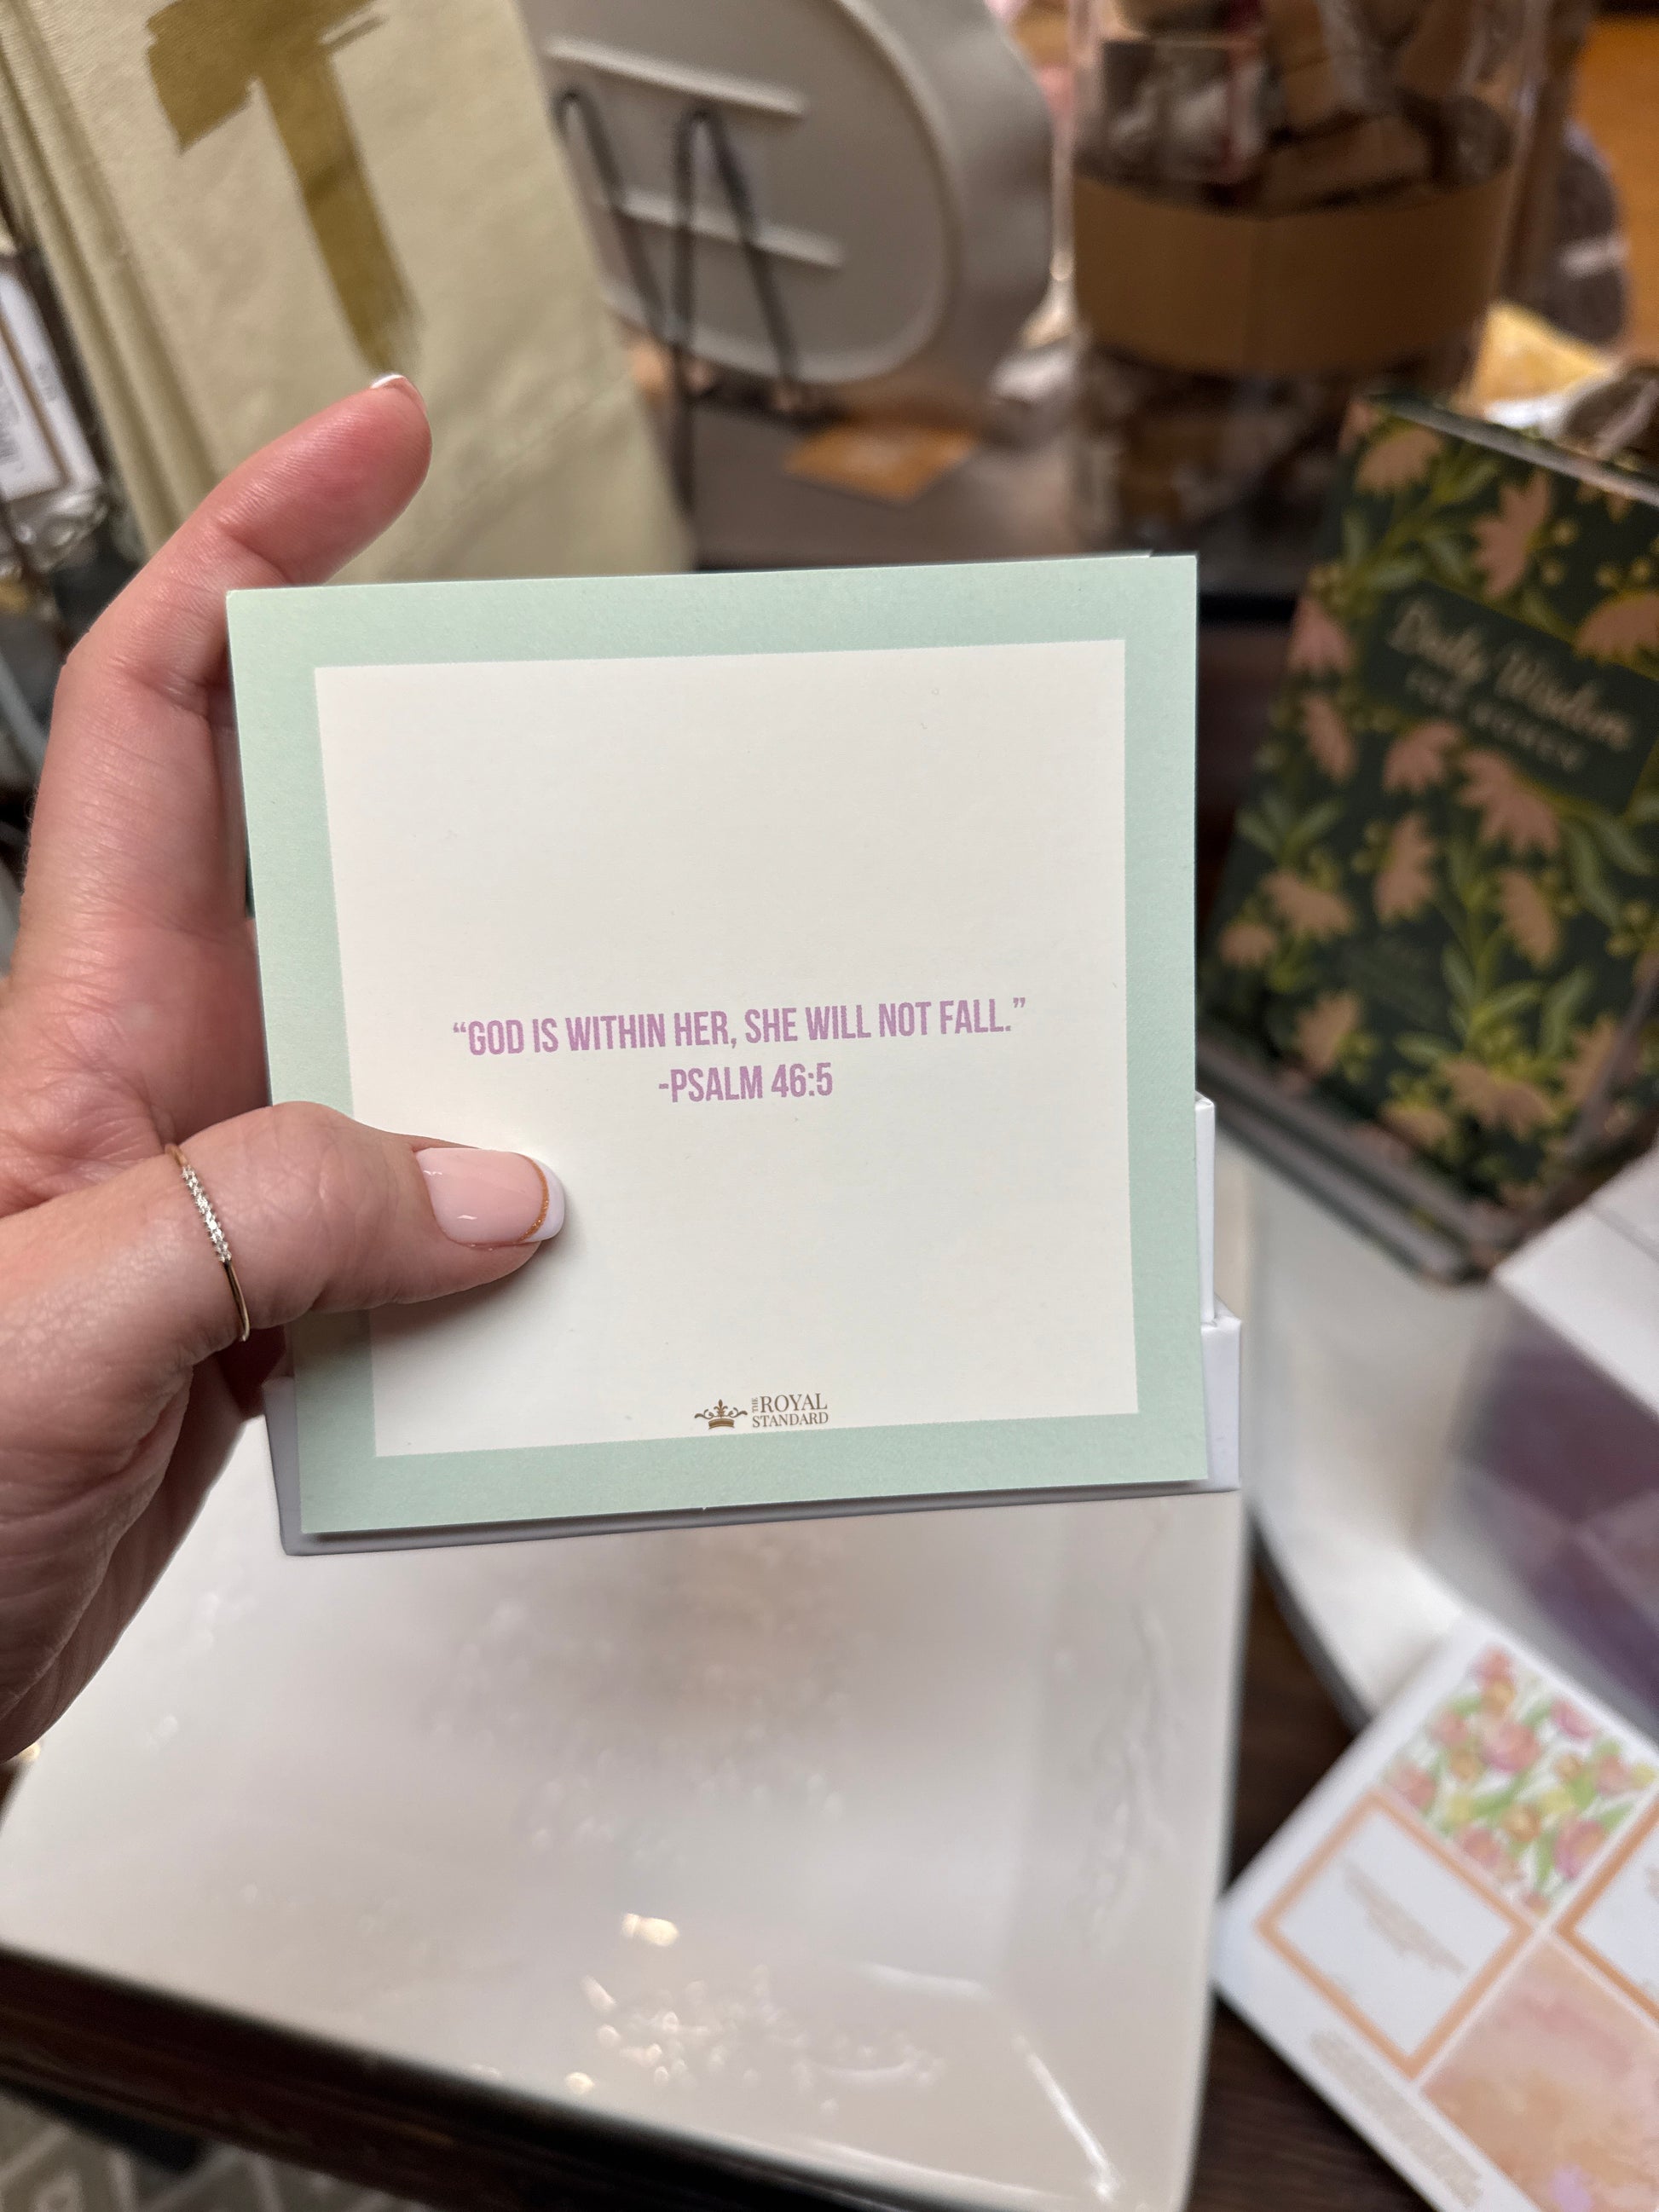 T
Daily Wisdom
FOR WOMEN
“GOD IS WITHIN HER, SHE WILL NOT FALL.”
-PSALM 46:5
THE ROYAL
STANDARD